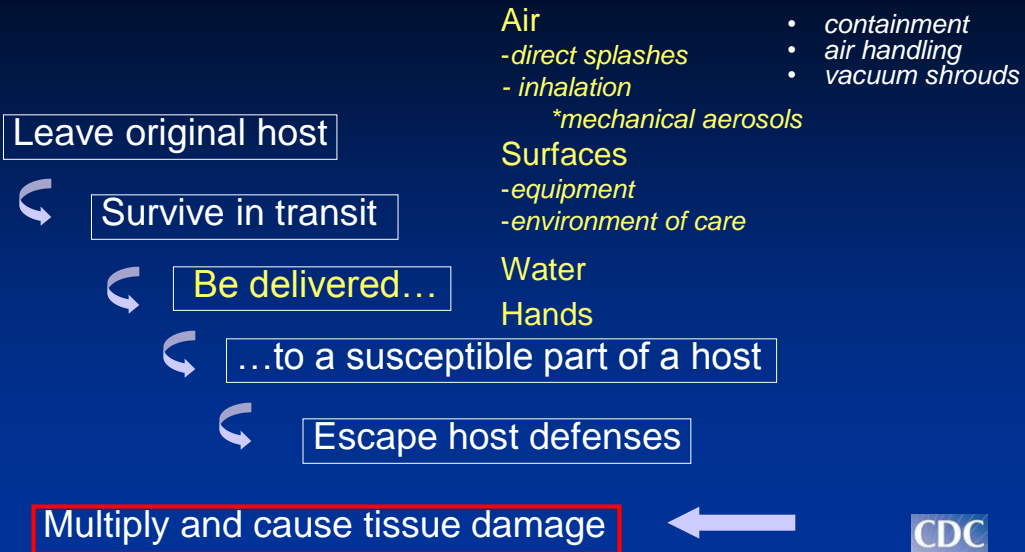 Air
-direct splashes
- inhalation
*mechanical aerosols
Surfaces
-equipment
-environment of care
Water
Hands
• containment
• air handling
• vacuum shrouds
Leave original host
Survive in transit
Be delivered…
…to a susceptible part of a host
Escape host defenses
Multiply and cause tissue damage
CDC